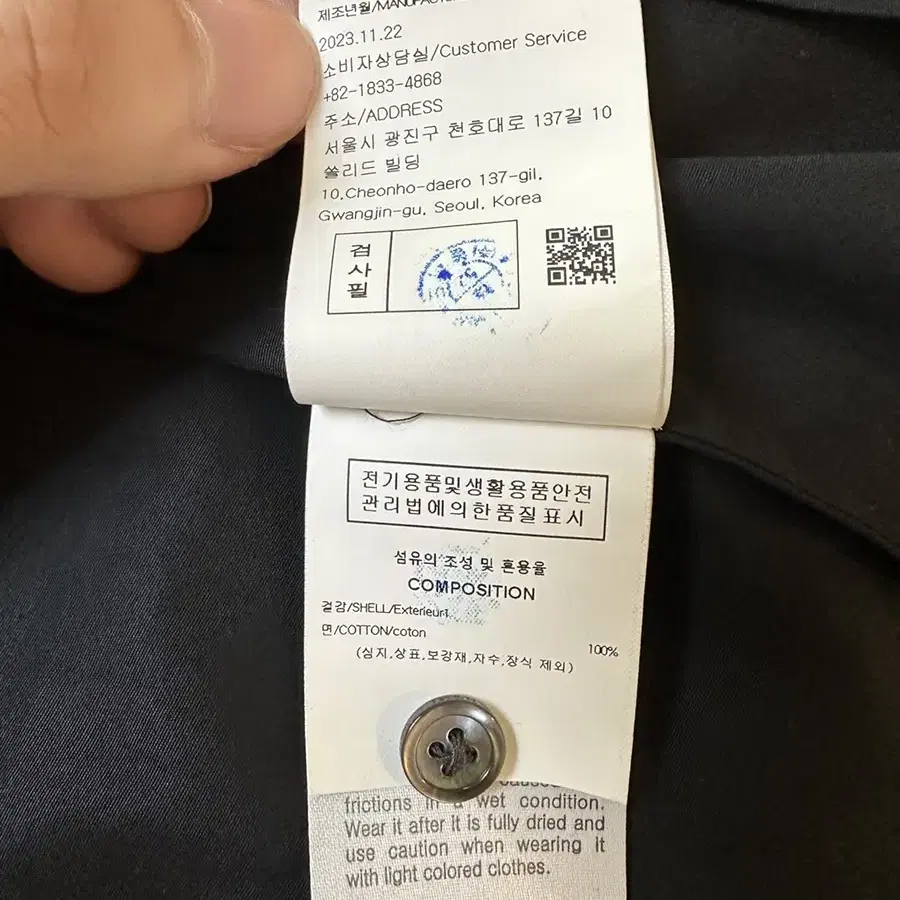 제조년월/MANUFACTU
2023.11.22
소비자상담실/Customer Service
+82-1833-4868
주소/ADDRESS
서울시 광진구 천호대로 137길 10
쏠리드 빌딩
10, Cheonho-daero 137-gil,
Gwangjin-gu, Seoul, Korea
검사필
전기용품및생활용품안전
관리법에의한품질표시
섬유의 조성 및 혼용율
COMPOSITION
겉감/SHELL/Exterieur1
면/COTTON/coton
100%
(심지,상표,보강재,자수,장식 제외)
frictions in a wet condition.
Wear it after it is fully dried and
use caution when wearing it
with light colored clothes.